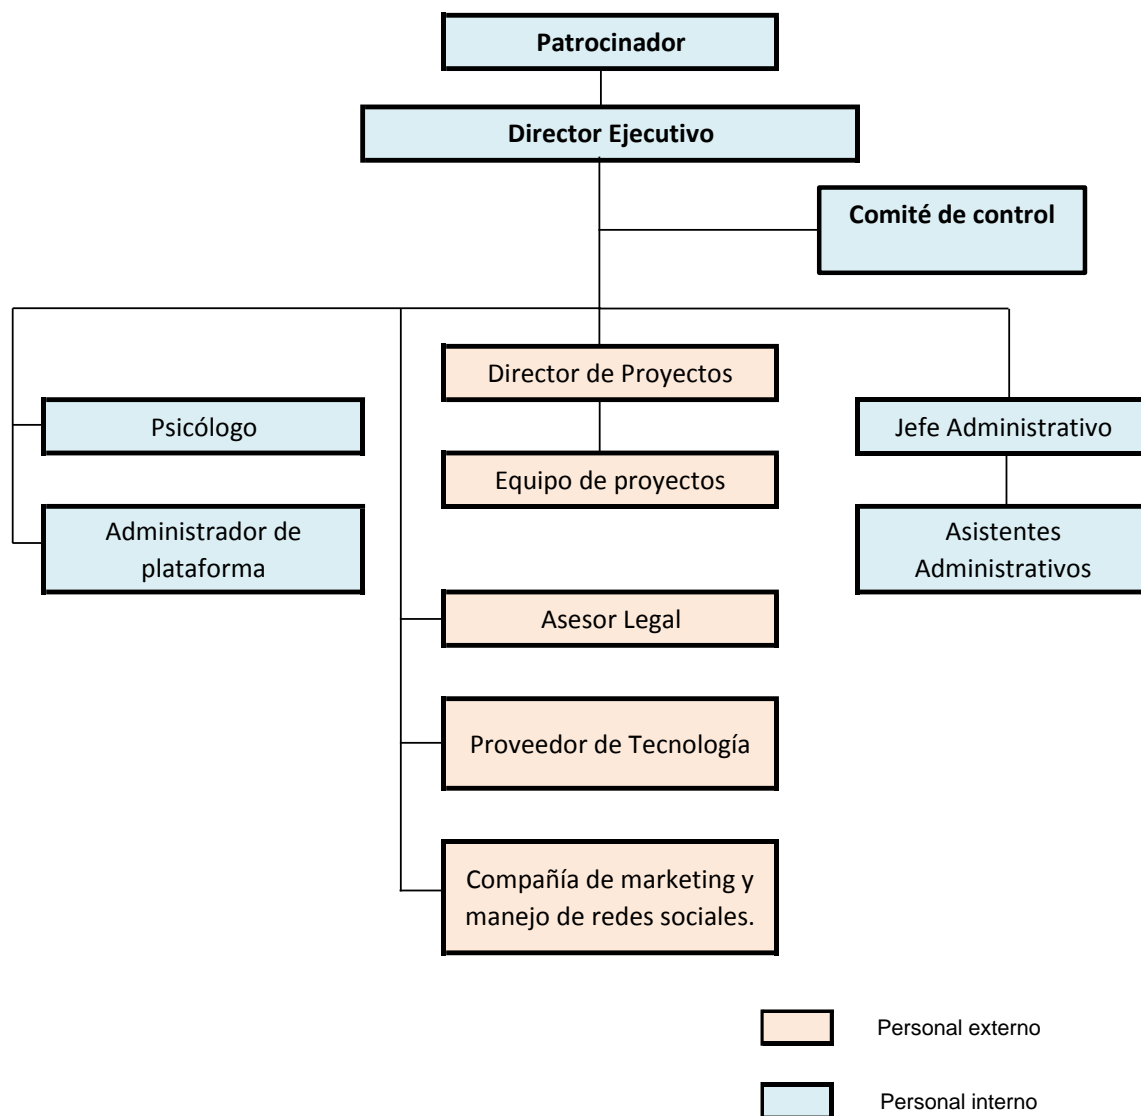 Patrocinador
Director Ejecutivo
Comité de control
Director de Proyectos
Psicólogo
Jefe Administrativo
Equipo de proyectos
Administrador de
plataforma
Asistentes
Administrativos
Asesor Legal
Proveedor de Tecnología
Compañía de marketing y
manejo de redes sociales.
Personal externo
Personal interno